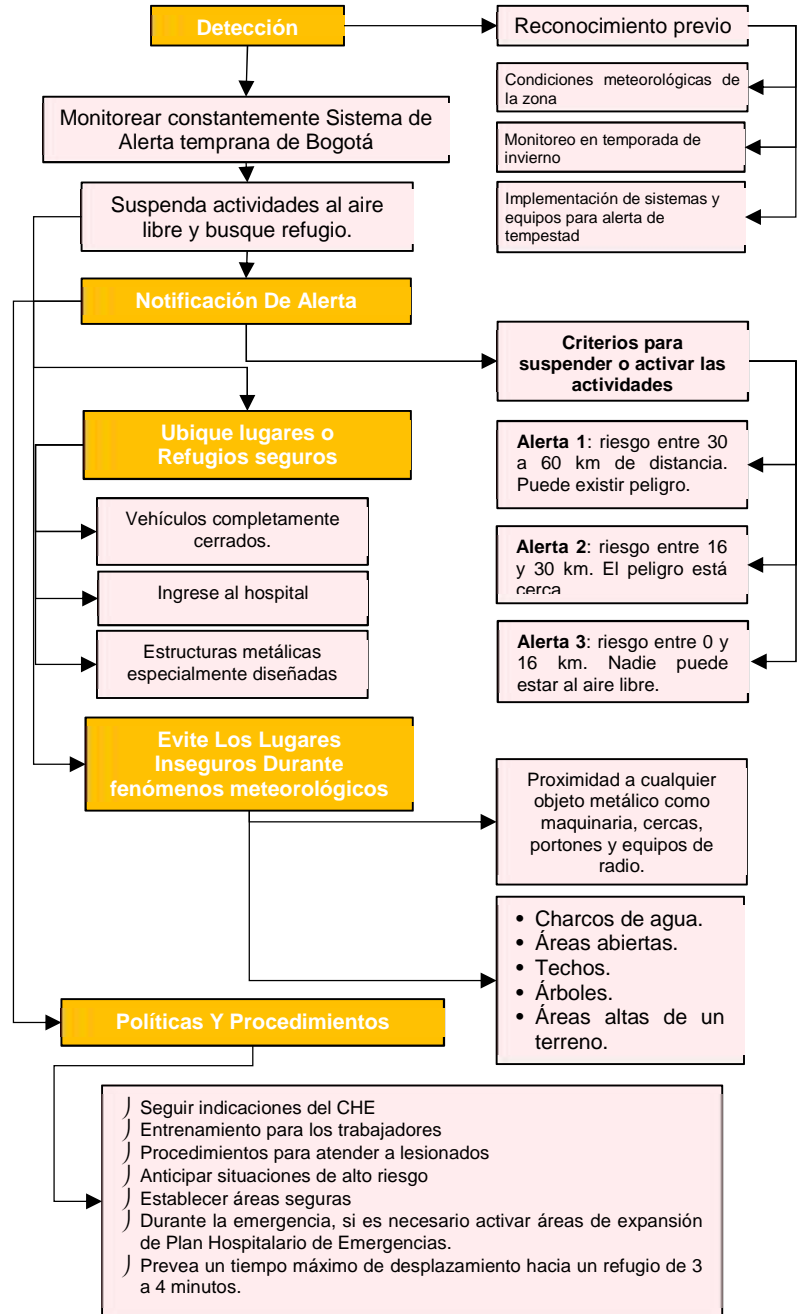 Detección
Reconocimiento previo
Condiciones meteorológicas de
la zona
Monitoreo en temporada de
invierno
Implementación de sistemas y
equipos para alerta de
tempestad
Monitorear constantemente Sistema de
Alerta temprana de Bogotá
Suspenda actividades al aire
libre y busque refugio.
Notificación De Alerta
Criterios para
suspender o activar las
actividades
Alerta 1: riesgo entre 30
a 60 km de distancia.
Puede existir peligro.
Alerta 2: riesgo entre 16
y 30 km. El peligro está
cerca
Alerta 3: riesgo entre 0 y
16 km. Nadie puede
estar al aire libre.
Ubique lugares o
Refugios seguros
Vehículos completamente
cerrados.
Ingrese al hospital
Estructuras metálicas
especialmente diseñadas
Evite Los Lugares
Inseguros Durante
fenómenos meteorológicos
Proximidad a cualquier
objeto metálico como
maquinaria, cercas,
portones y equipos de
radio.
• Charcos de agua.
• Áreas abiertas.
• Techos.
• Árboles.
• Áreas altas de un
terreno.
Políticas Y Procedimientos
⎠ Seguir indicaciones del CHE
⎠ Entrenamiento para los trabajadores
⎠ Procedimientos para atender a lesionados
⎠ Anticipar situaciones de alto riesgo
⎠ Establecer áreas seguras
⎠ Durante la emergencia, si es necesario activar áreas de expansión
de Plan Hospitalario de Emergencias.
⎠ Prevea un tiempo máximo de desplazamiento hacia un refugio de 3
a 4 minutos.